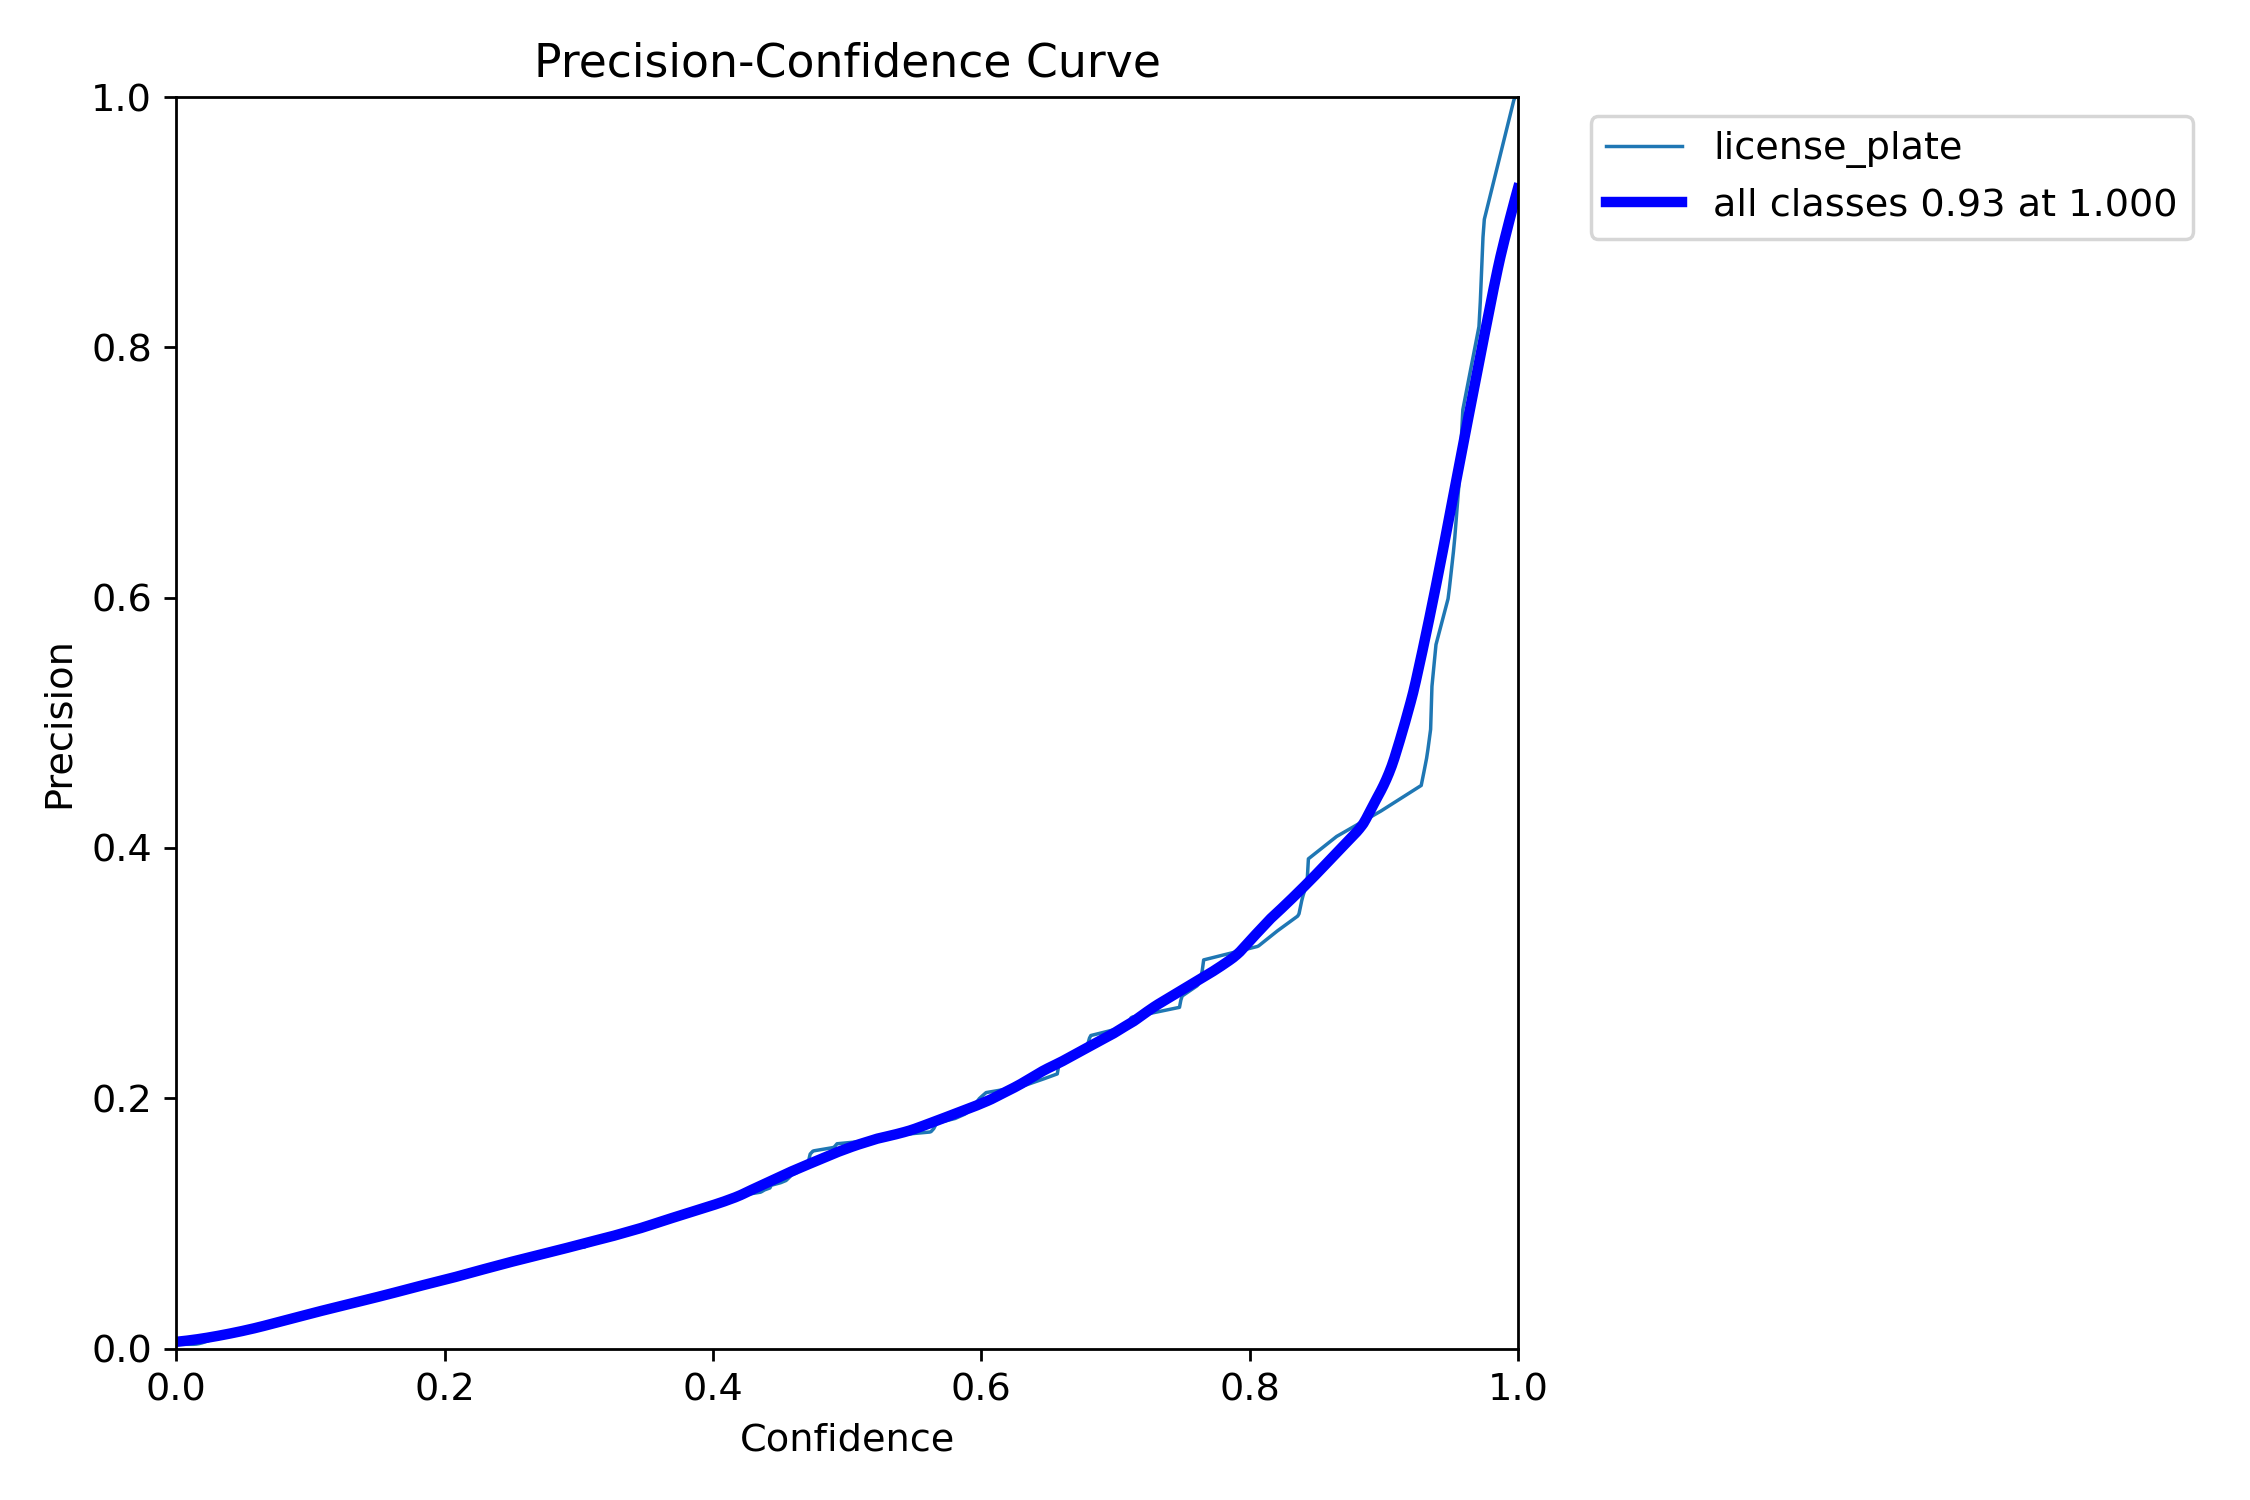 Precision-Confidence Curve
1.0
0.8
0.6
0.4
0.2
0.0
Precision
0.0 0.2 0.4 0.6 0.8 1.0
Confidence
license_plate
all classes 0.93 at 1.000